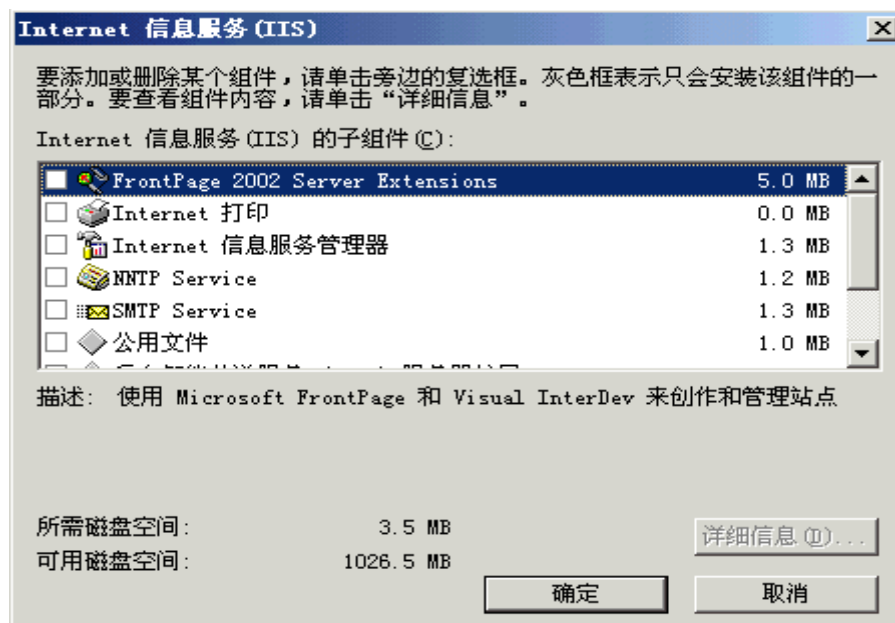 Internet 信息服务(IIS)
要添加或删除某个组件，请单击旁边的复选框。灰色框表示只会安装该组件的一
部分。要查看组件内容，请单击“详细信息”。
Internet 信息服务(IIS) 的子组件(C):
FrontPage 2002 Server Extensions 5.0 MB
Internet 打印 0.0 MB
Internet 信息服务管理器 1.3 MB
NNTP Service 1.2 MB
SMTP Service 1.3 MB
公用文件 1.0 MB
描述: 使用 Microsoft FrontPage 和 Visual InterDev 来创作和管理站点
所需磁盘空间: 3.5 MB
详细信息(D)...
可用磁盘空间: 1026.5 MB
确定 取消